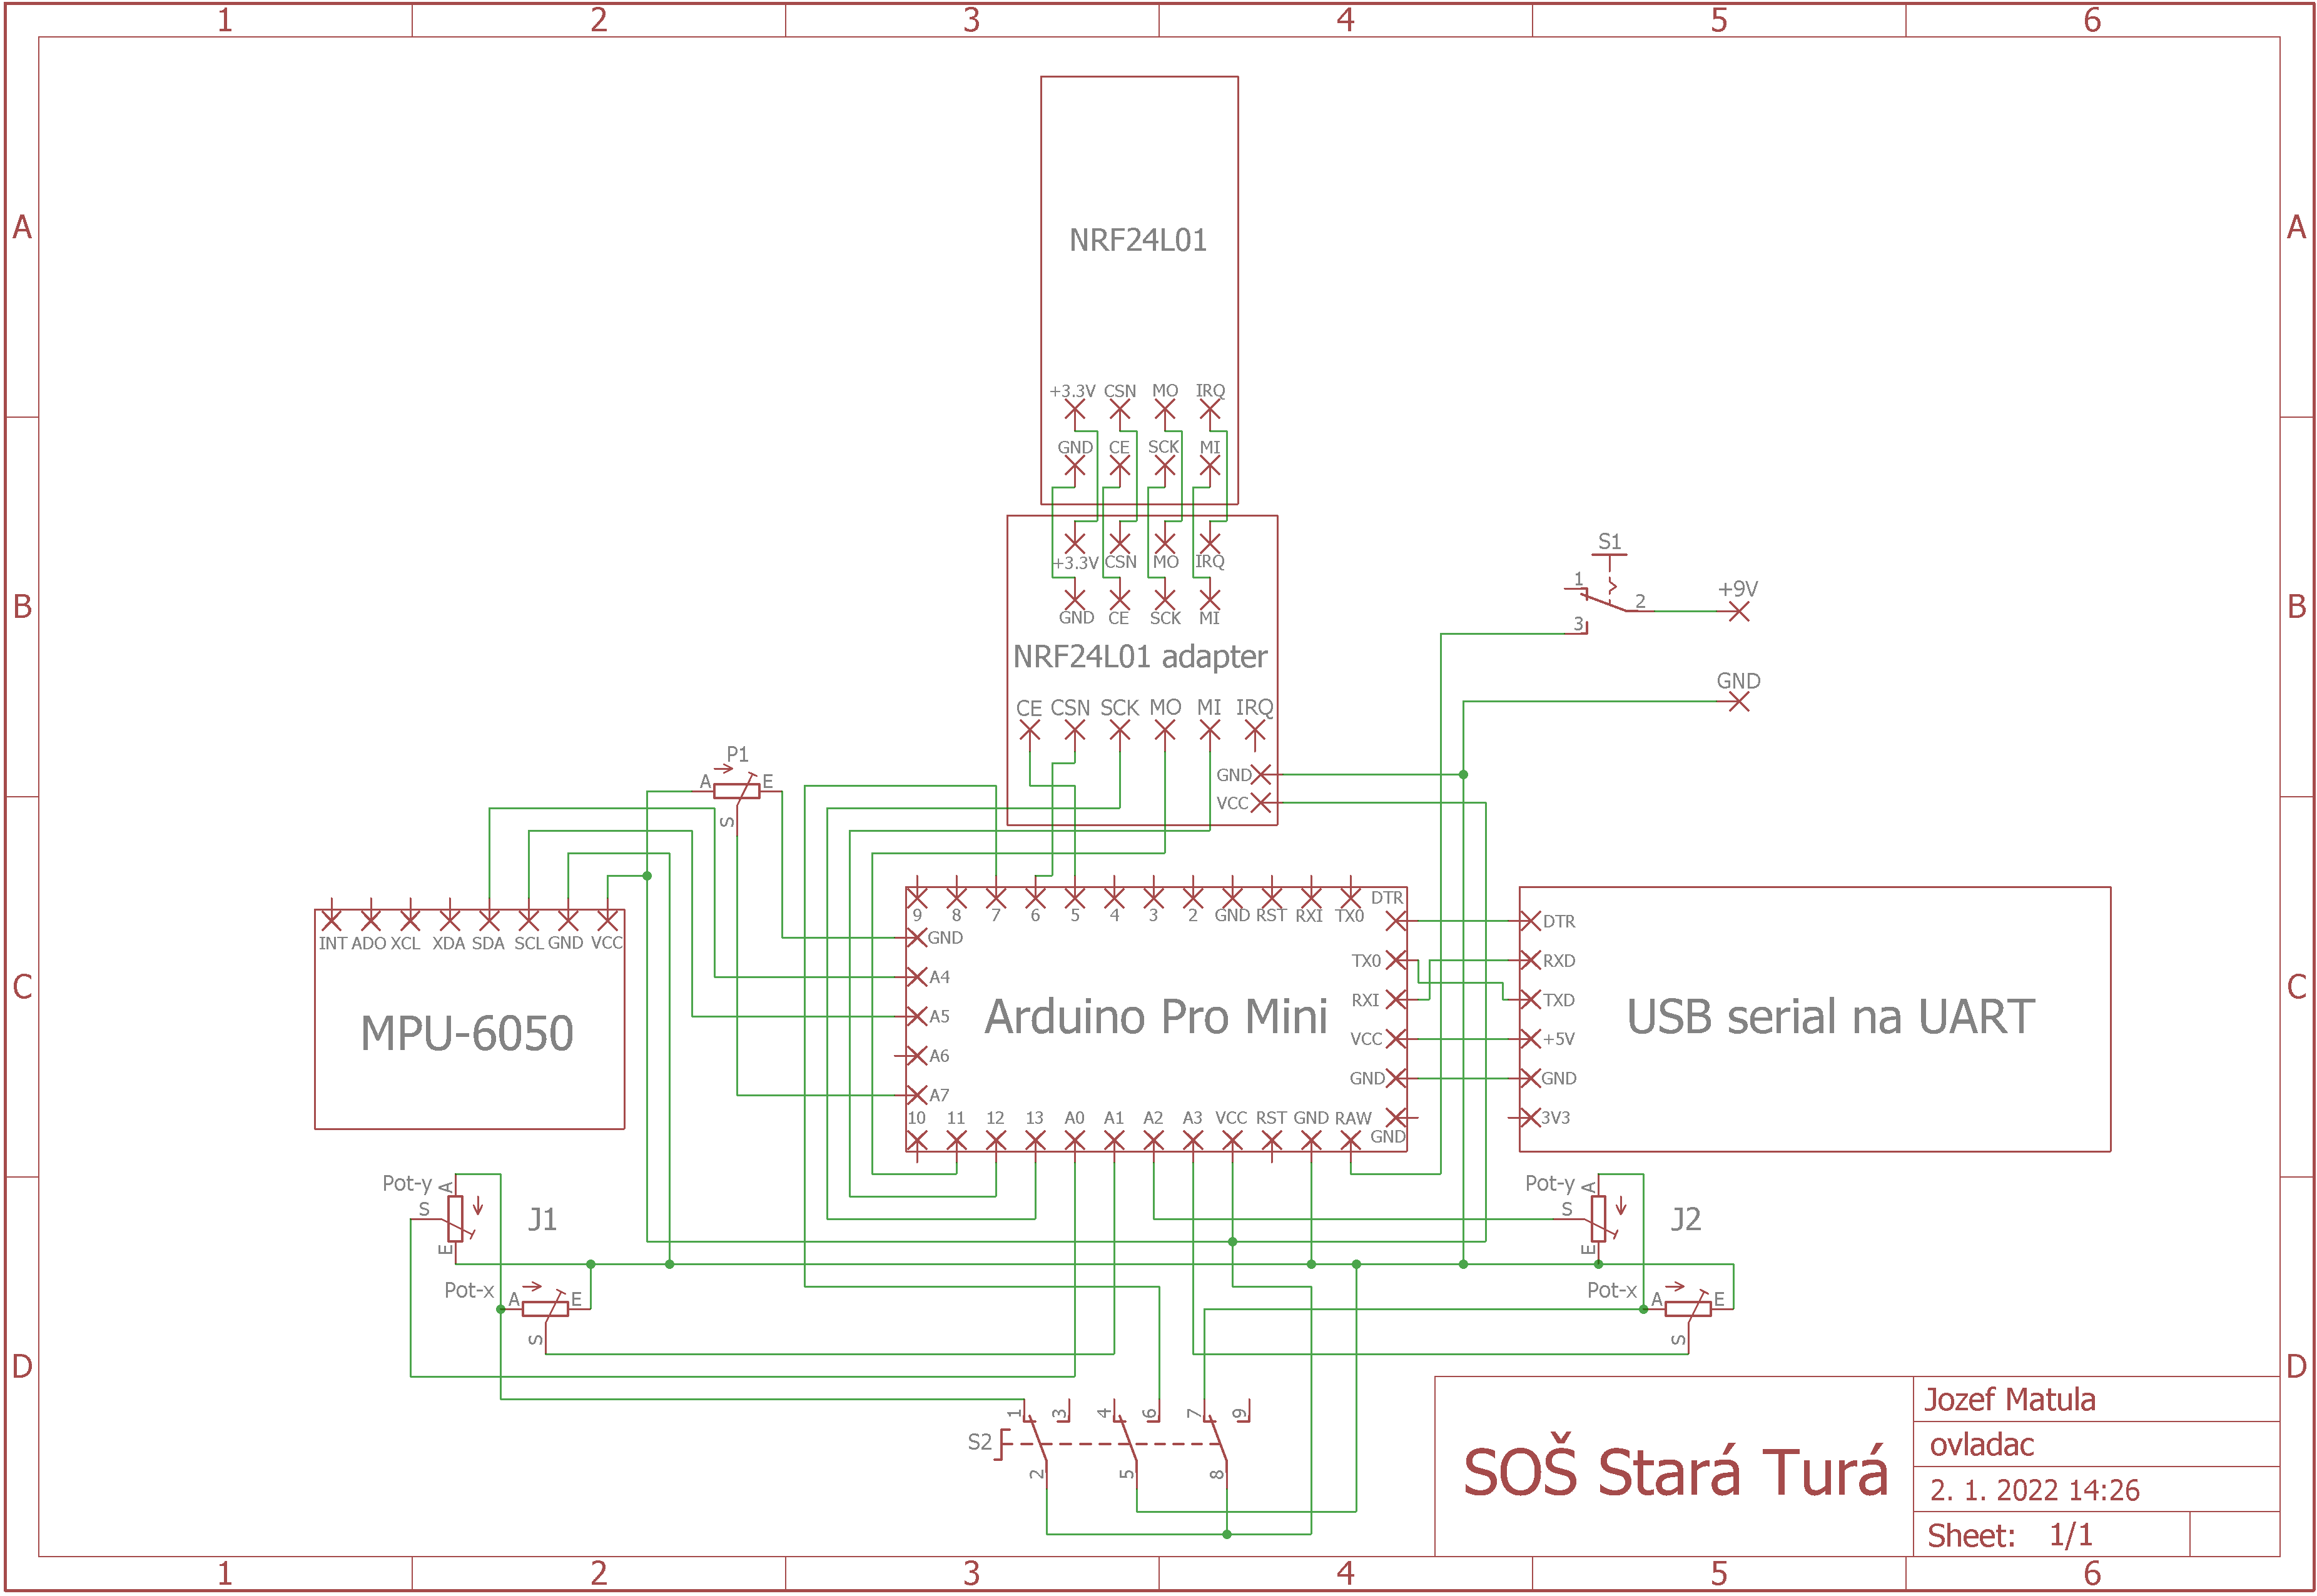 1 2 3 4 5 6
A A
NRF24L01
+3.3V CSN MO IRQ
GND CE SCK MI
+3.3V CSN MO IRQ
GND CE SCK MI
NRF24L01 adapter
CE CSN SCK MO MI IRQ
GND
VCC
B B
S1
1
2
3
+9V
GND
P1
A E
S
C C
INT ADO XCL XDA SDA SCL GND VCC
MPU-6050
9 8 7 6 5 4 3 2 GND RST RXI TX0 DTR
GND
A4
A5
A6
A7
TX0
RXI
VCC
GND
GND
Arduino Pro Mini
10 11 12 13 A0 A1 A2 A3 VCC RST GND RAW
DTR
RXD
TXD
+5V
GND
3V3
USB serial na UART
Pot-y A
S
E
J1
Pot-x A E
S
Pot-y A
S
E
J2
Pot-x A E
S
D D
1 3 4 6 7 9
S2
2 5 8
SOŠ Stará Turá
Jozef Matula
ovladac
2. 1. 2022 14:26
Sheet: 1/1
1 2 3 4 5 6